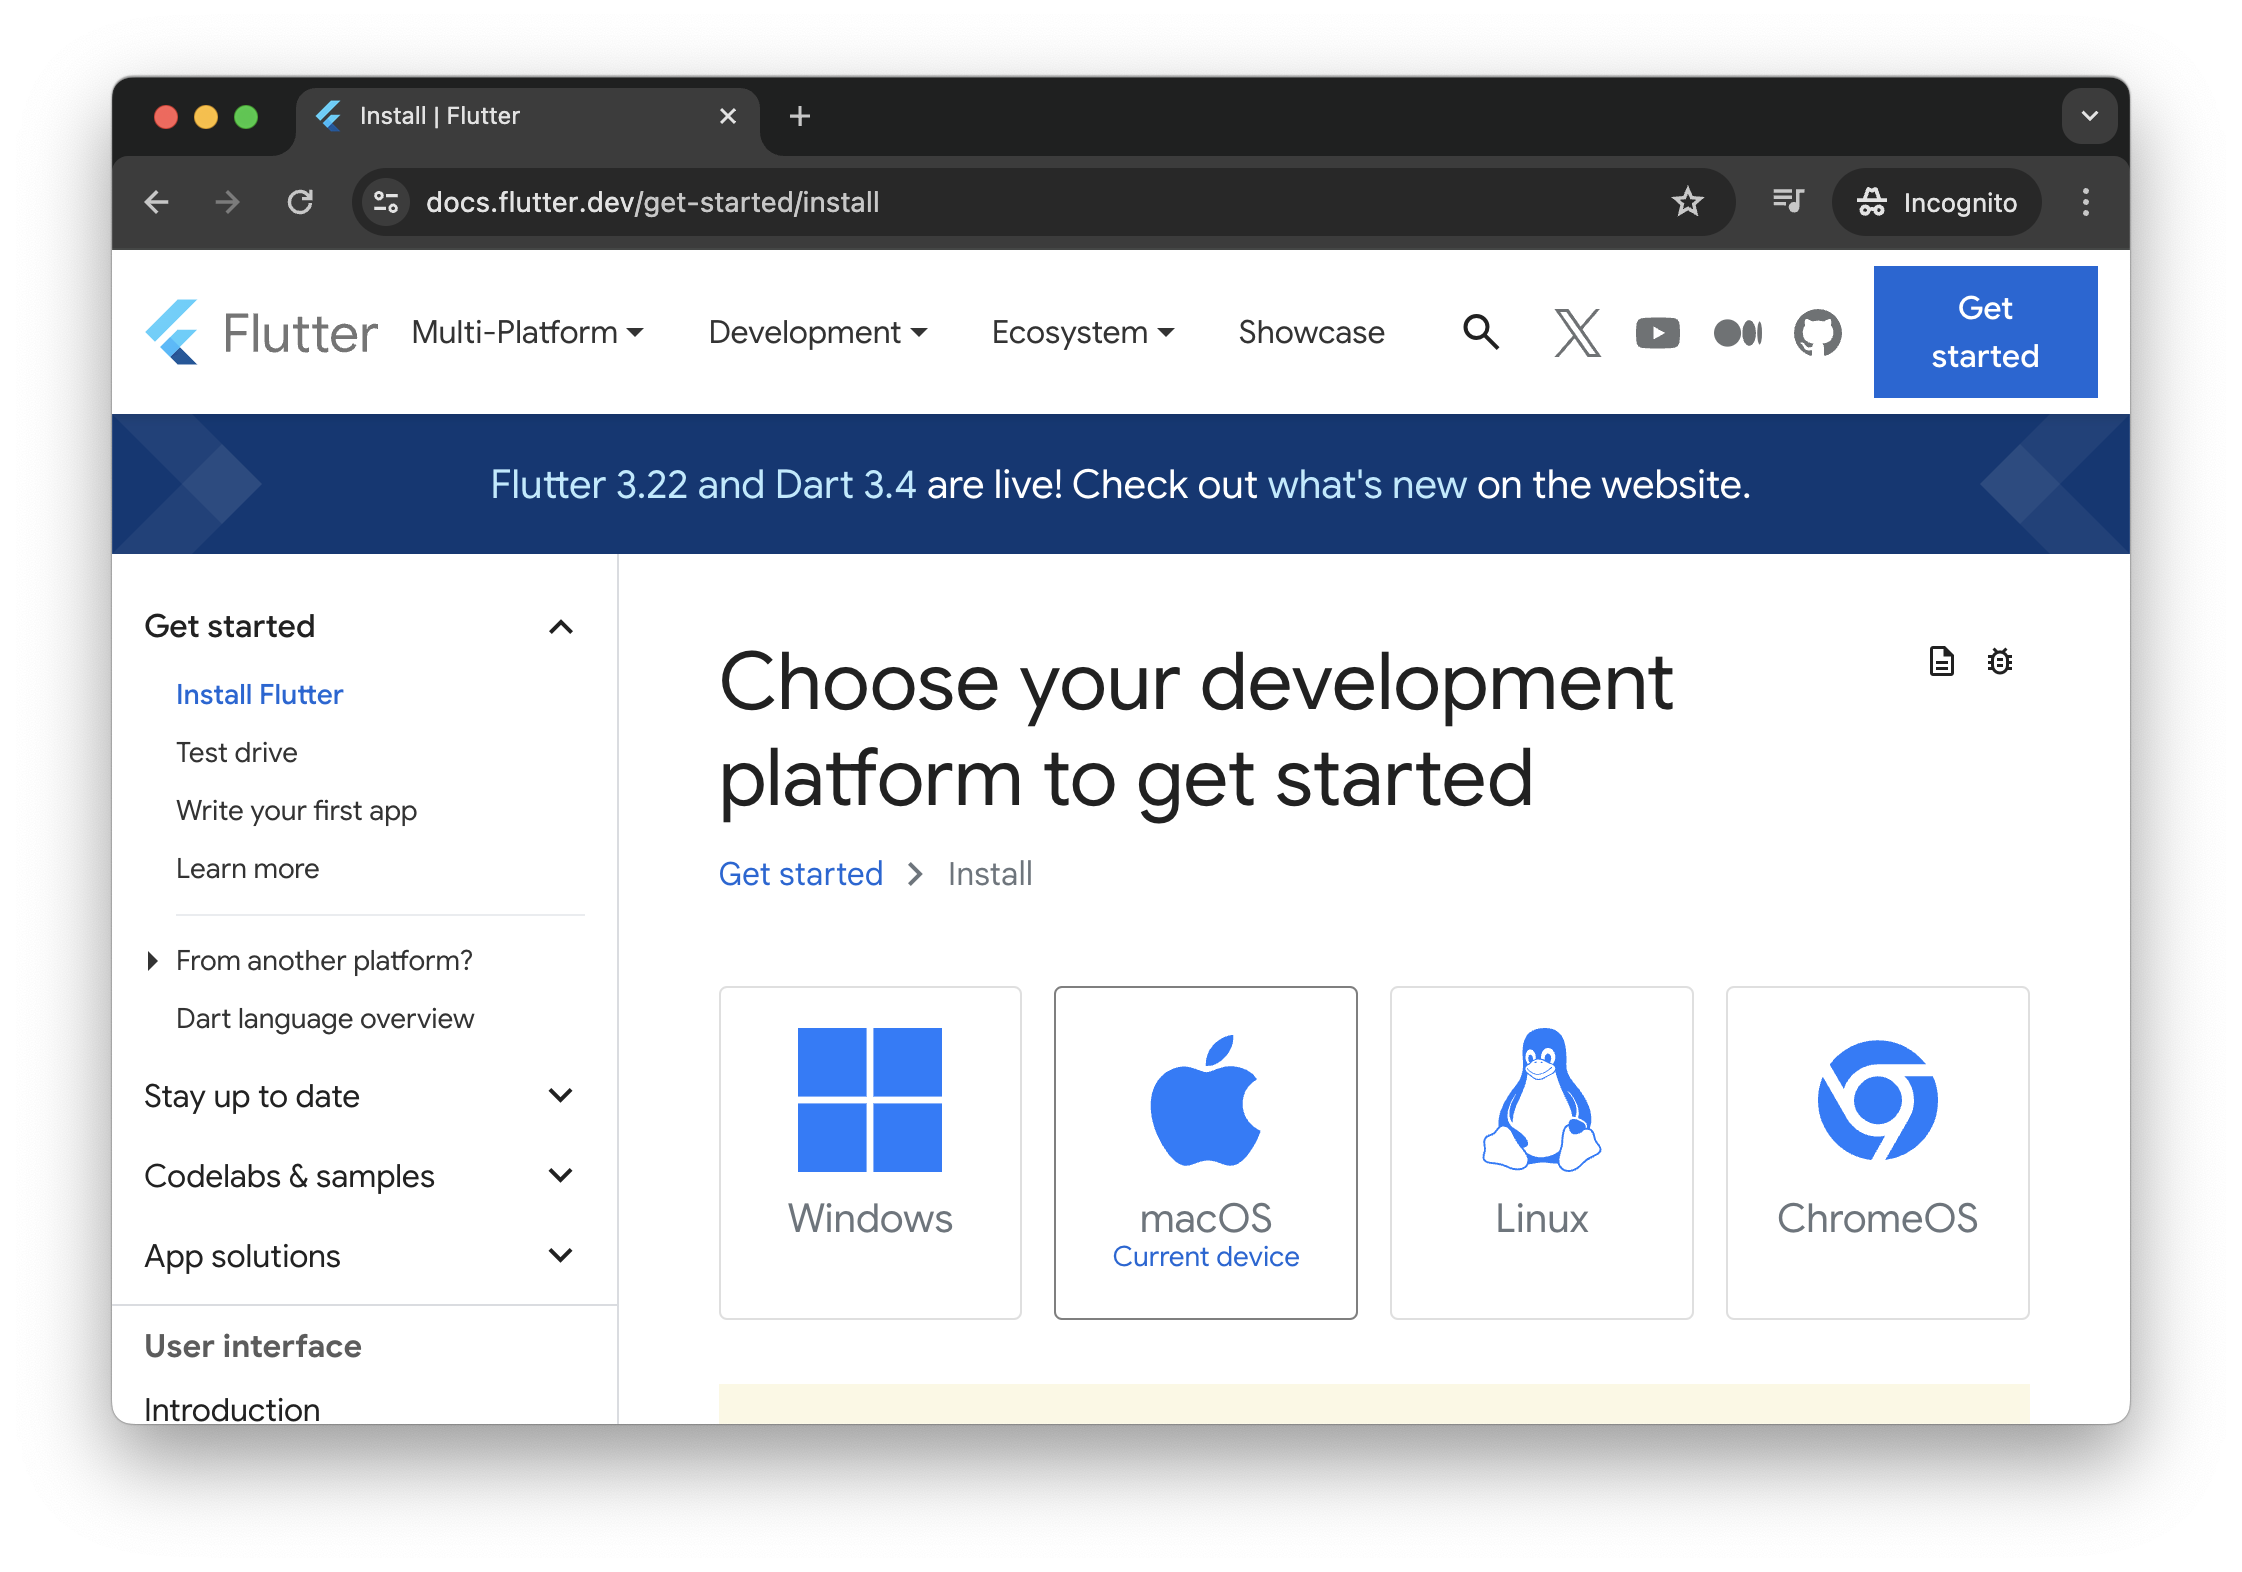 Install | Flutter
docs.flutter.dev/get-started/install
Incognito
Flutter
Multi-Platform
Development
Ecosystem
Showcase
Get
started
Flutter 3.22 and Dart 3.4 are live! Check out what's new on the website.
Get started
Install Flutter
Test drive
Write your first app
Learn more
From another platform?
Dart language overview
Stay up to date
Codelabs & samples
App solutions
User interface
Introduction
Choose your development
platform to get started
Get started > Install
Windows
macOS
Current device
Linux
ChromeOS